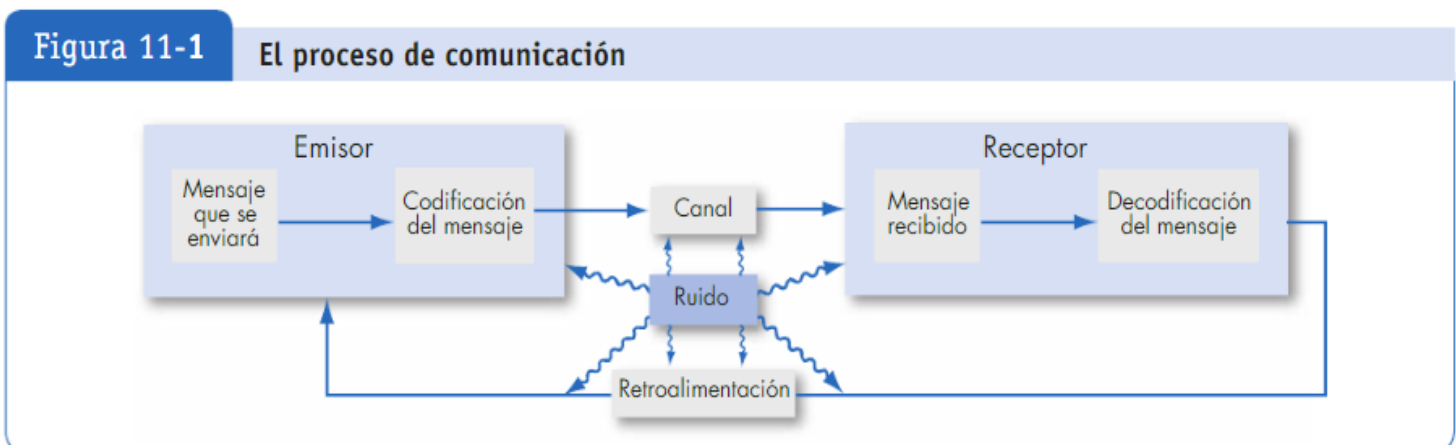 Figura 11-1
El proceso de comunicación
Emisor
Mensaje
que se
enviará
Codificación
del mensaje
Canal
Receptor
Mensaje
recibido
Decodificación
del mensaje
Ruido
Retroalimentación